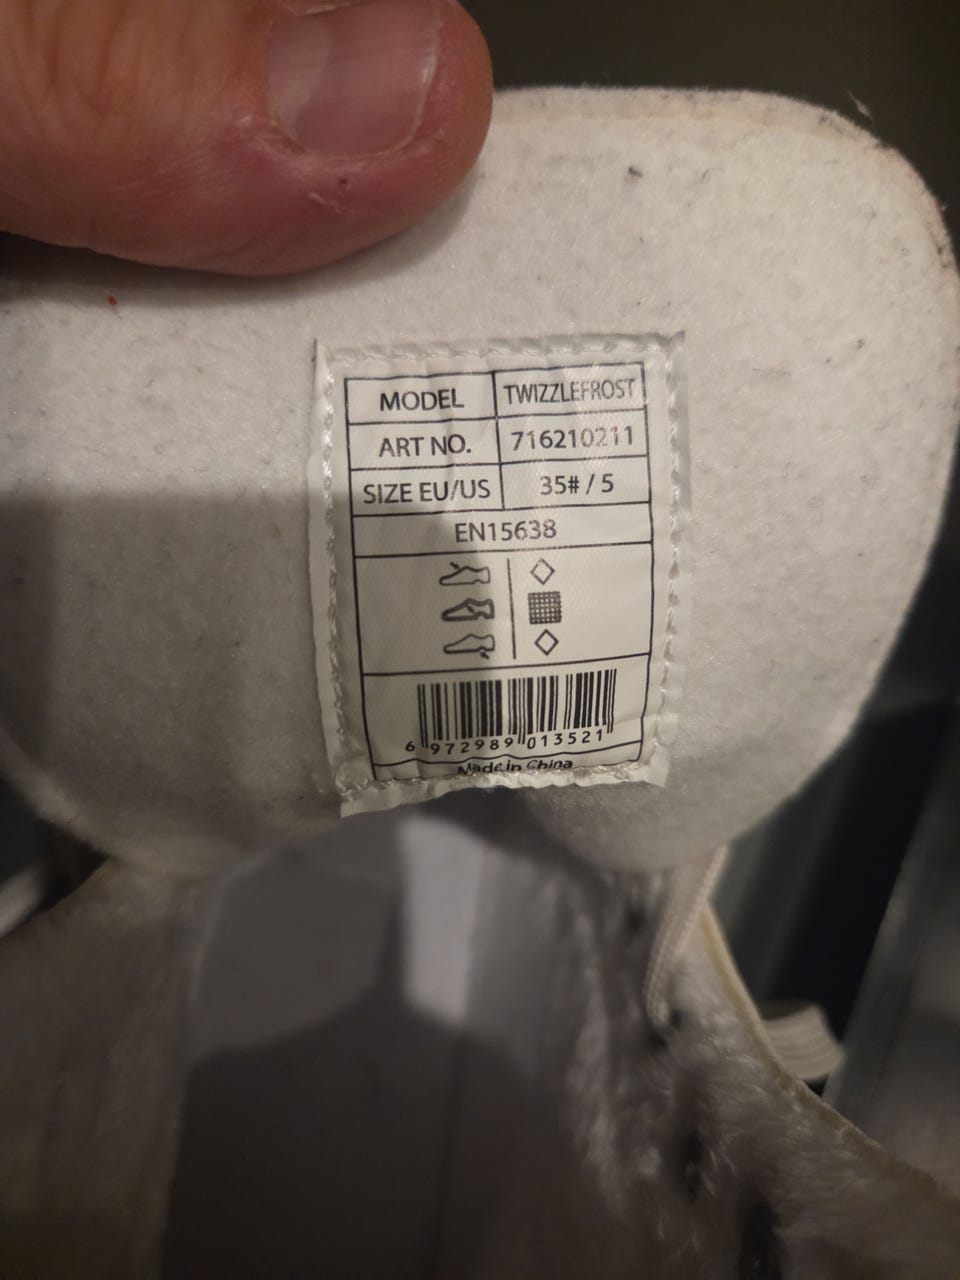 MODEL TWIZZLEFROST
ART NO. 716210211
SIZE EU/US 35# / 5
EN15638
6 972989 013521
Made in China